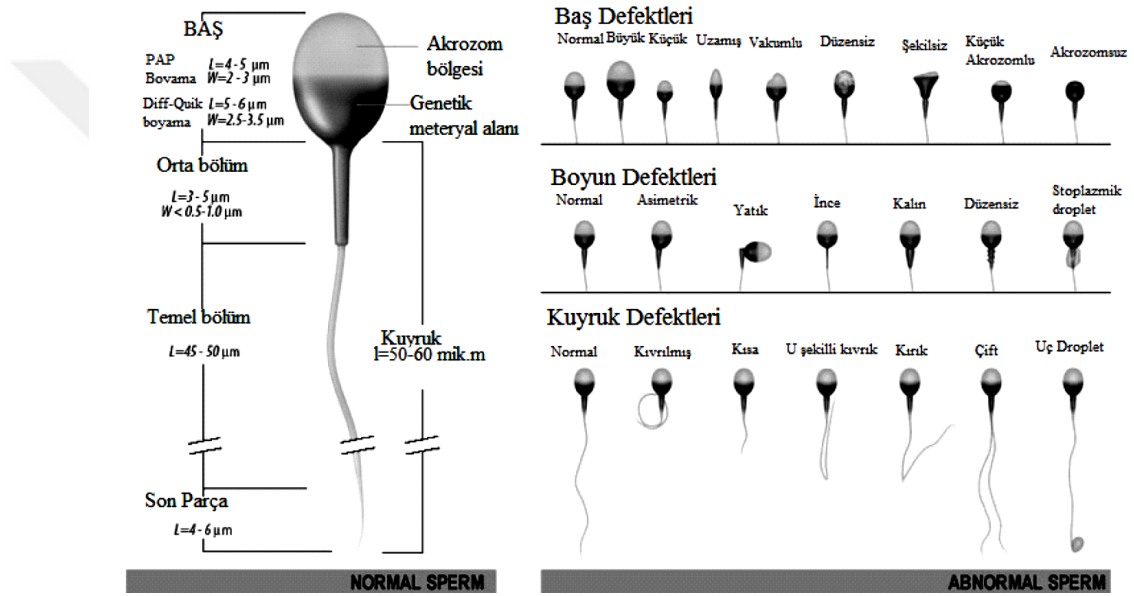 BAŞ
PAP
Bovama
L=4-5 µm
W=2-3 µm
Diff-Quik
boyama
L=5-6 µm
W=2.5-3.5 µm
Akrozom
bölgesi
Genetik
meteryal alanı
Orta bölüm
L=3-5 µm
W<0.5-1.0 µm
Temel bölüm
L=45-50 µm
Kuyruk
l=50-60 mik.m
Son Parça
L=4-6 µm
NORMAL SPERM
Baş Defektleri
Normal Büyük Küçük Uzamış Vakumlu Düzensiz Şekilsiz Küçük Akrozomlu Akrozomsuz
Boyun Defektleri
Normal Asimetrik Yatık İnce Kalın Düzensiz Stoplazmik droplet
Kuyruk Defektleri
Normal Kıvrılmış Kısa U şekilli kıvrık Kırık Çift Uç Droplet
ABNORMAL SPERM